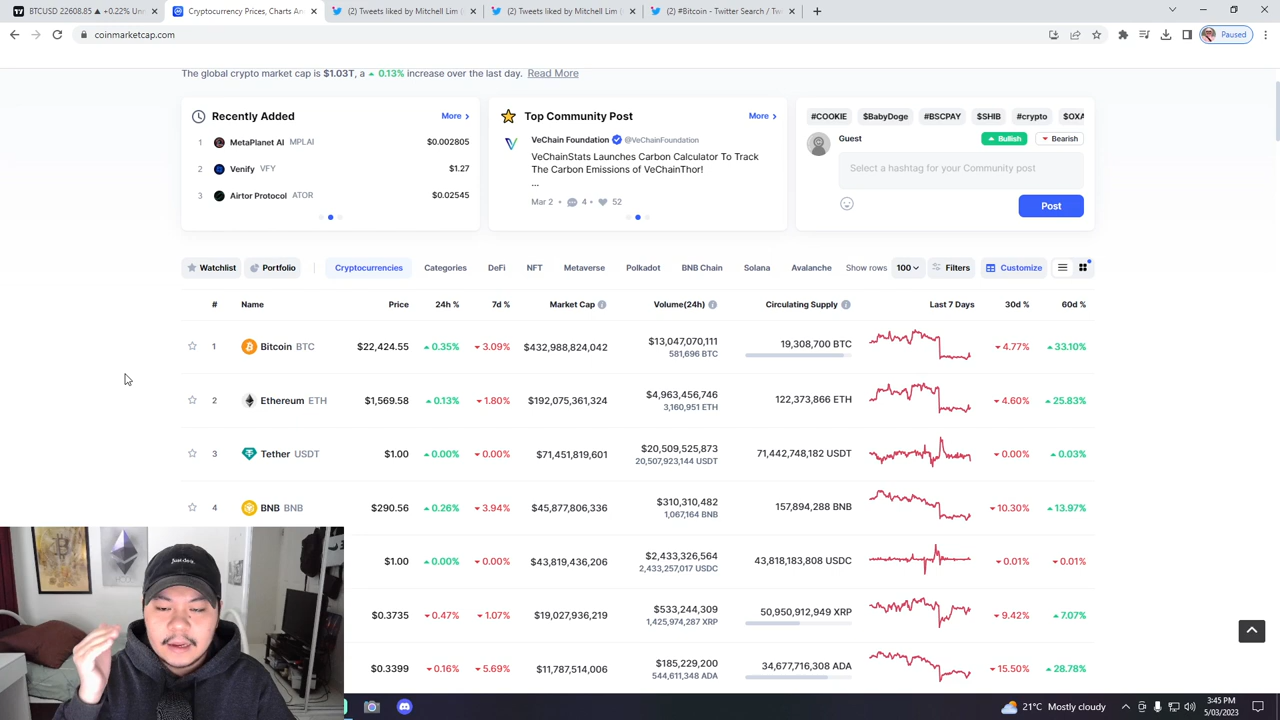 BTCUSD 22608.85 ▲ +0.22% Un
Cryptocurrency Prices, Charts An
(2) Tweets liked by Mitchell Lim (
(2) Tweets liked by Mitchell Lim (
(2) #Bitcoin - Twitter Search / Tw
coinmarketcap.com
Paused
The global crypto market cap is $1.03T, a ▲ 0.13% increase over the last day. Read More
Recently Added
More >
1 MetaPlanet AI MPLAI $0.002805
2 Venify VFY $1.27
3 Airtor Protocol ATOR $0.02545
Top Community Post
More >
VeChain Foundation @VeChainFoundation
VeChainStats Launches Carbon Calculator To Track
The Carbon Emissions of VeChainThor!
...
Mar 2 • 4 • 52
#COOKIE $BabyDoge #BSCPAY $SHIB #crypto $OXA
Guest
Bullish
Bearish
Select a hashtag for your Community post
Post
Watchlist Portfolio Cryptocurrencies Categories DeFi NFT Metaverse Polkadot BNB Chain Solana Avalanche Show rows 100 Filters Customize
# Name Price 24h % 7d % Market Cap Volume(24h) Circulating Supply Last 7 Days 30d % 60d %
1 Bitcoin BTC $22,424.55 ▲0.35% ▼3.09% $432,988,824,042 $13,047,070,111 19,308,700 BTC ▼4.77% ▲33.10%
581,696 BTC
2 Ethereum ETH $1,569.58 ▲0.13% ▼1.80% $192,075,361,324 $4,963,456,746 122,373,866 ETH ▼4.60% ▲25.83%
3,160,951 ETH
3 Tether USDT $1.00 ▲0.00% ▼0.00% $71,451,819,601 $20,509,525,873 71,442,748,182 USDT ▼0.00% ▲0.03%
20,507,923,144 USDT
4 BNB BNB $290.56 ▲0.26% ▼3.94% $45,877,806,336 $310,310,482 157,894,288 BNB ▼10.30% ▲13.97%
1,067,164 BNB
$1.00 ▲0.00% ▼0.00% $43,819,436,206 $2,433,326,564 43,818,183,808 USDC ▼0.01% ▼0.01%
2,433,257,017 USDC
$0.3735 ▼0.47% ▼1.07% $19,027,936,219 $533,244,309 50,950,912,949 XRP ▼9.42% ▲7.07%
1,425,974,287 XRP
$0.3399 ▼0.16% ▼5.69% $11,787,514,006 $185,229,200 34,677,716,308 ADA ▼15.50% ▲28.78%
544,611,348 ADA
Just do it.
21°C Mostly cloudy
3:45 PM
5/03/2023